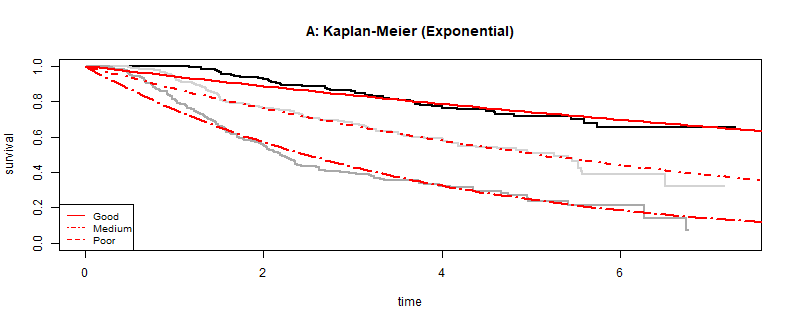 A: Kaplan-Meier (Exponential)
survival
1.0
0.8
0.6
0.4
0.2
0.0
Good
Medium
Poor
0 2 4 6
time